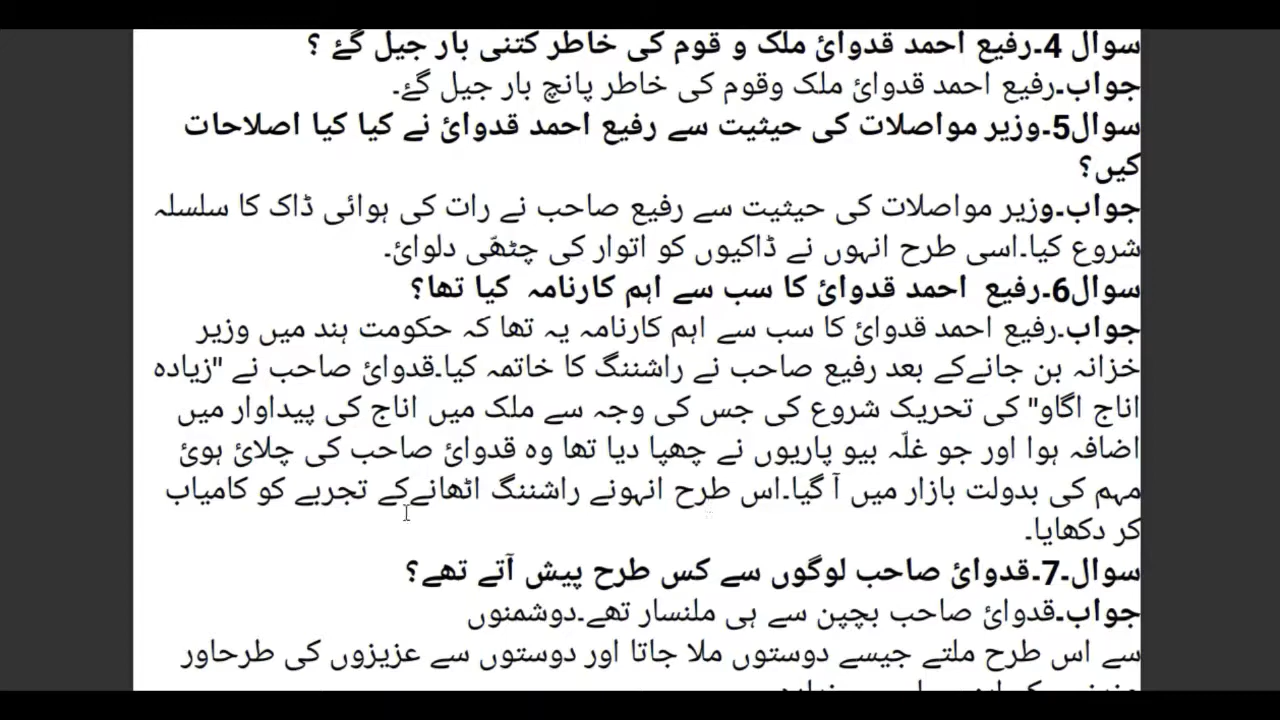 سوال 4۔رفیع احمد قدوائ ملک و قوم کی خاطر کتنی بار جیل گۓ ؟
جواب۔رفیع احمد قدوائ ملک وقوم کی خاطر پانچ بار جیل گۓ۔
سوال5۔وزیر مواصلات کی حیثیت سے رفیع احمد قدوائ نے کیا کیا اصلاحات
کیں؟
جواب۔وزیر مواصلات کی حیثیت سے رفیع صاحب نے رات کی ہوائی ڈاک کا سلسلہ
شروع کیا۔اسی طرح انہوں نے ڈاکیوں کو اتوار کی چٹھّی دلوائ۔
سوال6۔رفیع احمد قدوائ کا سب سے اہم کارنامہ کیا تھا؟
جواب۔رفیع احمد قدوائ کا سب سے اہم کارنامہ یہ تھا کہ حکومت ہند میں وزیر
خزانہ بن جانےکے بعد رفیع صاحب نے راشننگ کا خاتمہ کیا۔قدوائ صاحب نے "زیادہ
اناج اگاو" کی تحریک شروع کی جس کی وجہ سے ملک میں اناج کی پیداوار میں
اضافہ ہوا اور جو غلّہ بیو پاریوں نے چھپا دیا تھا وہ قدوائ صاحب کی چلائ ہوئ
مہم کی بدولت بازار میں آ گیا۔اس طرح انہونے راشننگ اٹھانےکے تجربے کو کامیاب
کر دکھایا۔
سوال۔7۔قدوائ صاحب لوگوں سے کس طرح پیش آتے تھے؟
جواب۔قدوائ صاحب بچپن سے ہی ملنسار تھے۔دوشمنوں
سے اس طرح ملتے جیسے دوستوں ملا جاتا اور دوستوں سے عزیزوں کی طرحاور